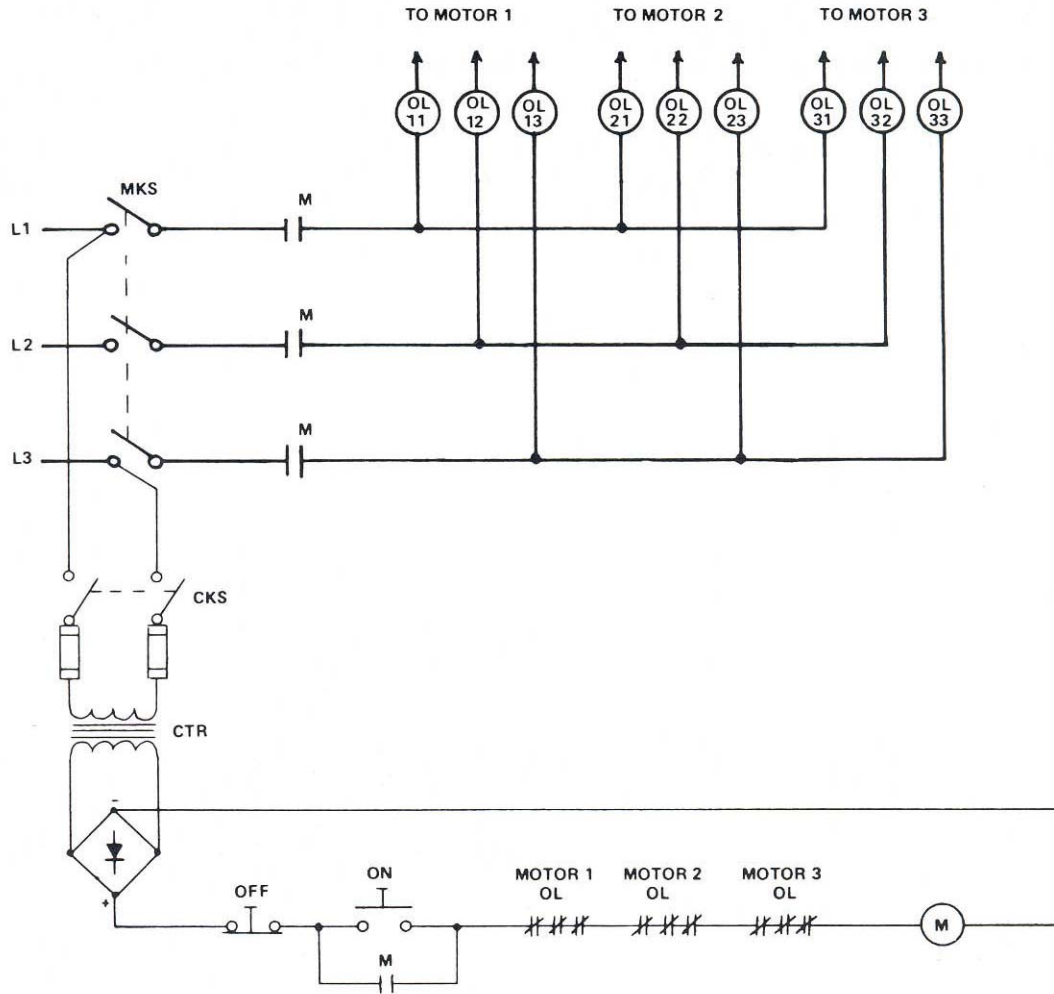 TO MOTOR 1
TO MOTOR 2
TO MOTOR 3
OL 11
OL 12
OL 13
OL 21
OL 22
OL 23
OL 31
OL 32
OL 33
MKS
M
L1
M
L2
M
L3
CKS
CTR
-
+
OFF
ON
M
MOTOR 1
OL
MOTOR 2
OL
MOTOR 3
OL
M